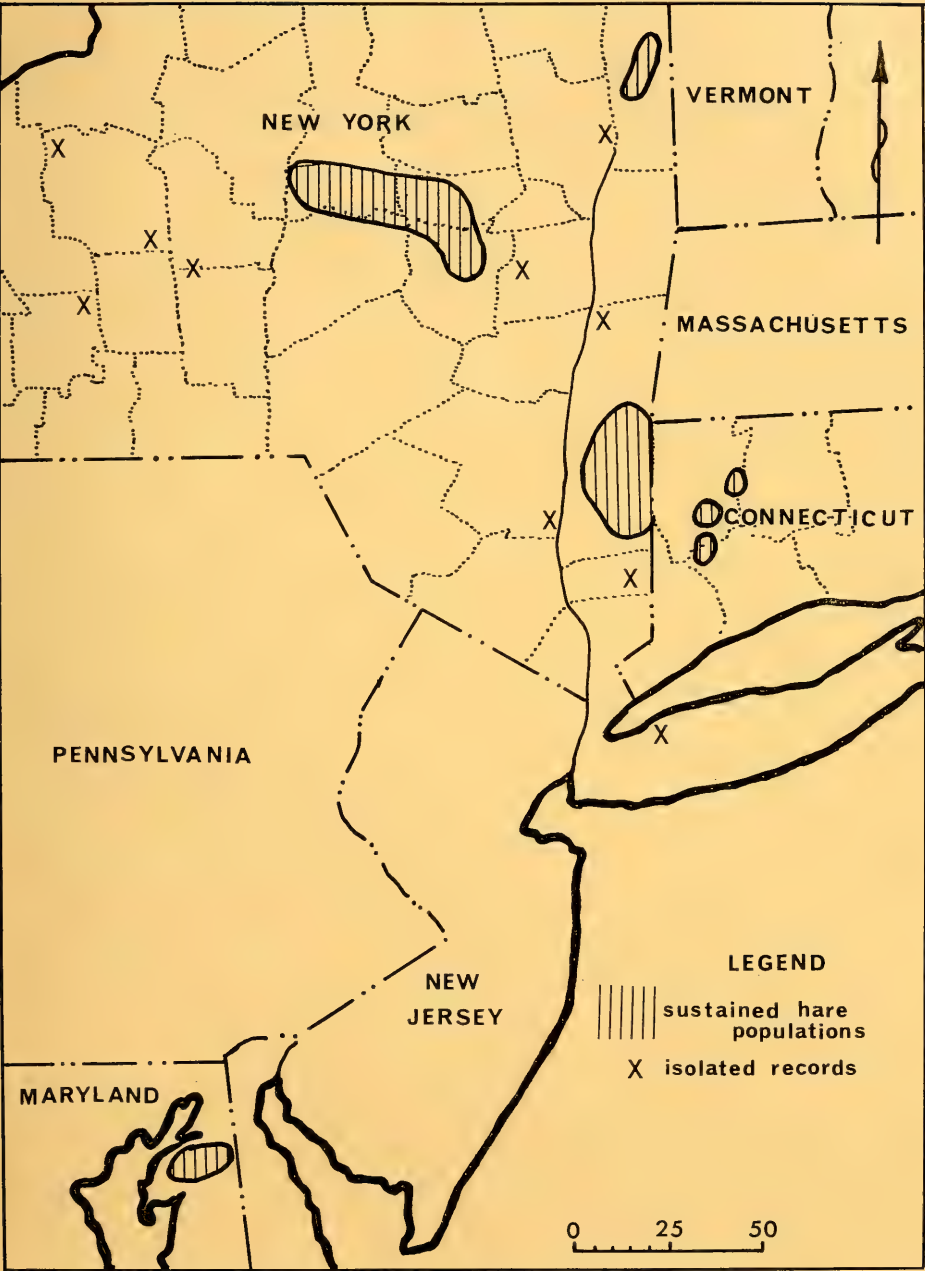 NEW YORK
VERMONT
X
X
X
X
X
X
X
MASSACHUSETTS
CONNECTICUT
X
X
X
PENNSYLVANIA
NEW
JERSEY
LEGEND
sustained hare
populations
X isolated records
MARYLAND
0 25 50